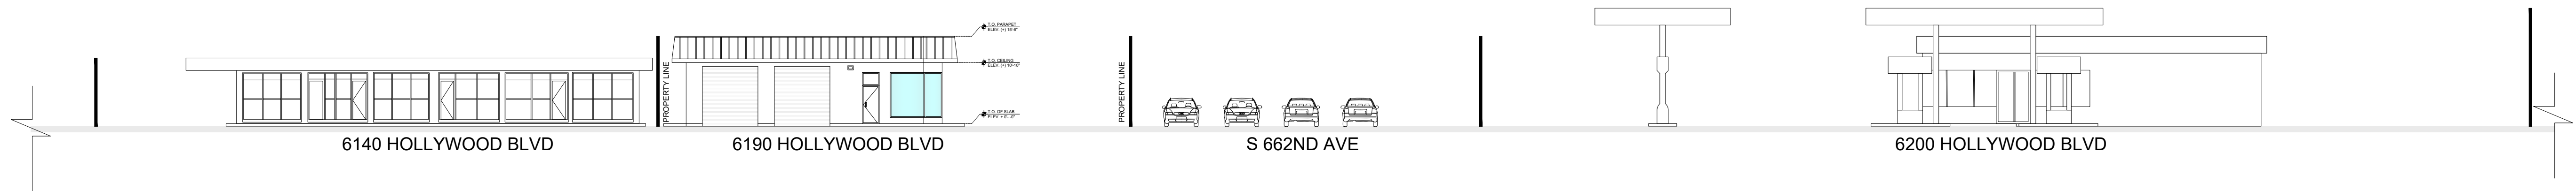 T.O. PARAPET
ELEV. (+) 15'-6"
T.O. CEILING
ELEV. (+) 10'-10"
T.O. OF SLAB
ELEV. ± 0'- 0"
PROPERTY LINE
PROPERTY LINE
6140 HOLLYWOOD BLVD
6190 HOLLYWOOD BLVD
S 662ND AVE
6200 HOLLYWOOD BLVD